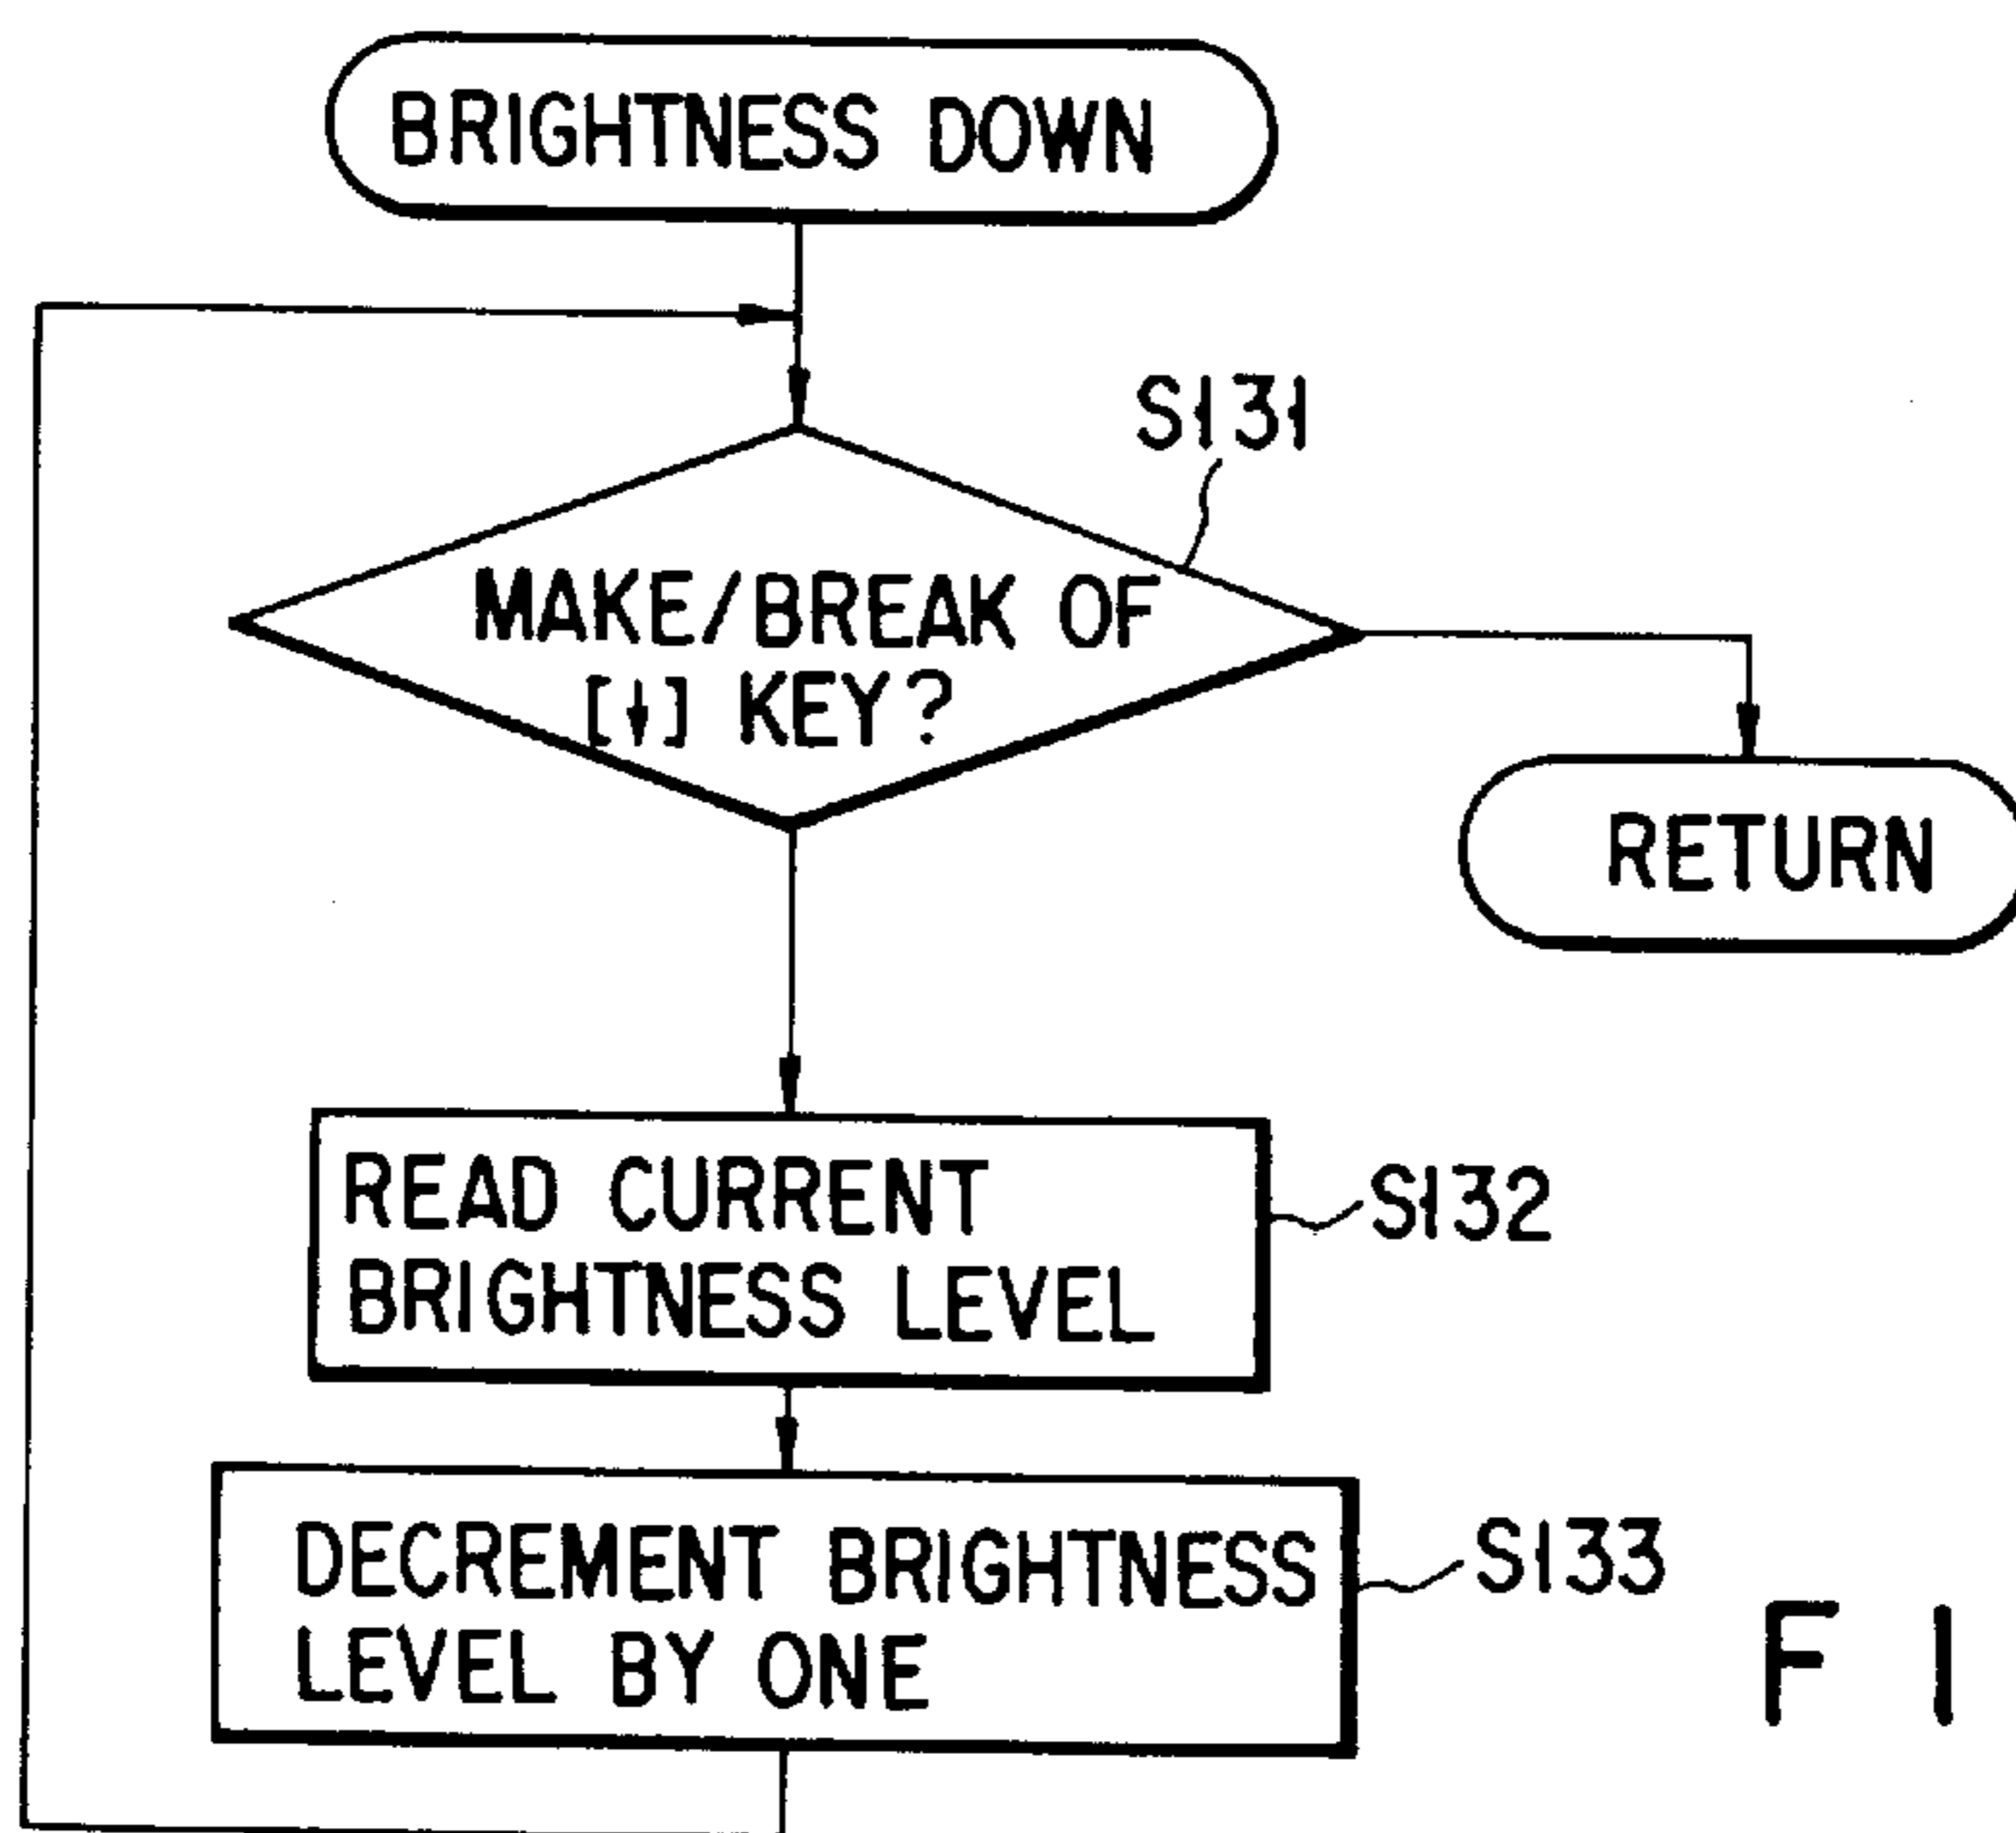 BRIGHTNESS DOWN
S131
MAKE/BREAK OF
[↓] KEY?
RETURN
READ CURRENT
BRIGHTNESS LEVEL
S132
DECREMENT BRIGHTNESS
LEVEL BY ONE
S133
F I